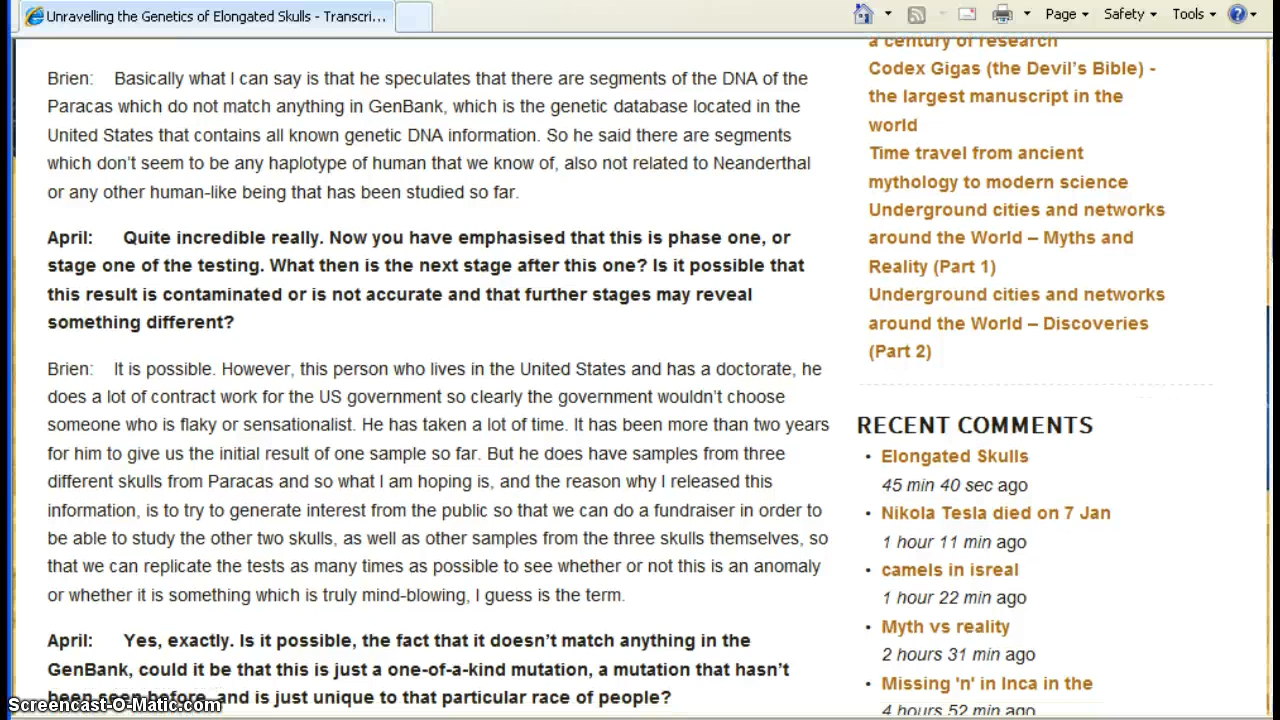 Unravelling the Genetics of Elongated Skulls - Transcri...
Page
Safety
Tools
Brien: Basically what I can say is that he speculates that there are segments of the DNA of the
Paracas which do not match anything in GenBank, which is the genetic database located in the
United States that contains all known genetic DNA information. So he said there are segments
which don't seem to be any haplotype of human that we know of, also not related to Neanderthal
or any other human-like being that has been studied so far.
April: Quite incredible really. Now you have emphasised that this is phase one, or
stage one of the testing. What then is the next stage after this one? Is it possible that
this result is contaminated or is not accurate and that further stages may reveal
something different?
Brien: It is possible. However, this person who lives in the United States and has a doctorate, he
does a lot of contract work for the US government so clearly the government wouldn't choose
someone who is flaky or sensationalist. He has taken a lot of time. It has been more than two years
for him to give us the initial result of one sample so far. But he does have samples from three
different skulls from Paracas and so what I am hoping is, and the reason why I released this
information, is to try to generate interest from the public so that we can do a fundraiser in order to
be able to study the other two skulls, as well as other samples from the three skulls themselves, so
that we can replicate the tests as many times as possible to see whether or not this is an anomaly
or whether it is something which is truly mind-blowing, I guess is the term.
April: Yes, exactly. Is it possible, the fact that it doesn't match anything in the
GenBank, could it be that this is just a one-of-a-kind mutation, a mutation that hasn't
been seen before, and is just unique to that particular race of people?
a century of research
Codex Gigas (the Devil's Bible) -
the largest manuscript in the
world
Time travel from ancient
mythology to modern science
Underground cities and networks
around the World – Myths and
Reality (Part 1)
Underground cities and networks
around the World – Discoveries
(Part 2)
RECENT COMMENTS
• Elongated Skulls
45 min 40 sec ago
• Nikola Tesla died on 7 Jan
1 hour 11 min ago
• camels in isreal
1 hour 22 min ago
• Myth vs reality
2 hours 31 min ago
• Missing 'n' in Inca in the
4 hours 52 min ago
Screencast-O-Matic.com